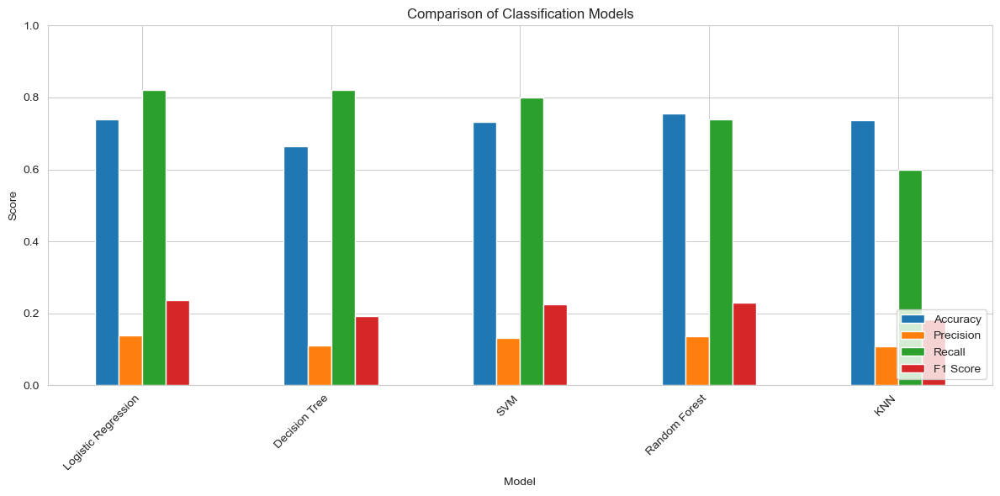 Comparison of Classification Models
1.0
0.8
0.6
0.4
0.2
0.0
Score
Logistic Regression
Decision Tree
SVM
Random Forest
KNN
Model
Accuracy
Precision
Recall
F1 Score